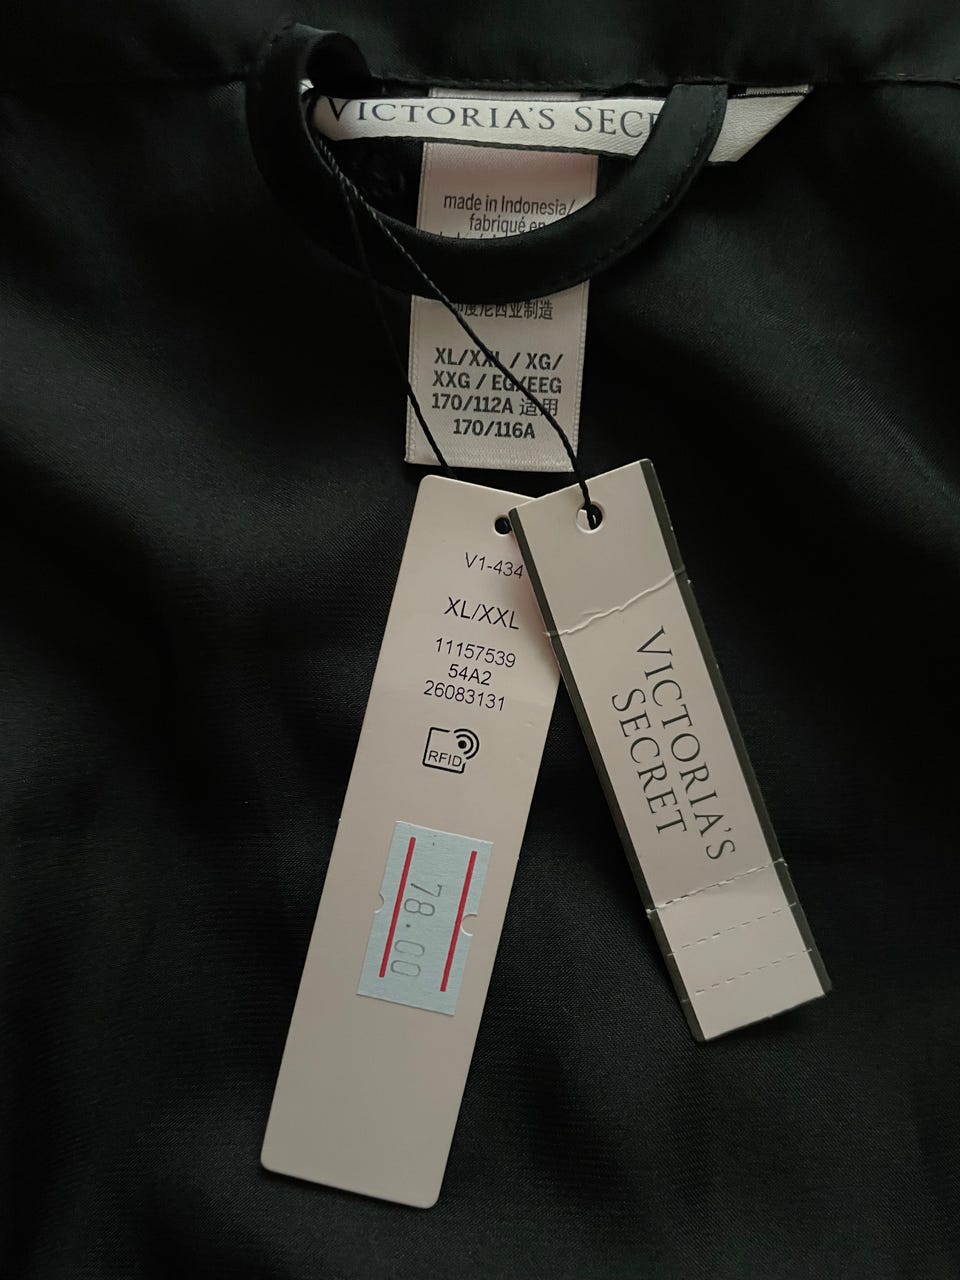 VICTORIA'S
made in Indonesia/
fabriqué en
印度尼西亚制造
XL/XXL / XG/
XXG / EG/EEG
170/112A 适用
170/116A
V1-434
XL/XXL
11157539
54A2
26083131
RFID
78.00
VICTORIA'S
SECRET